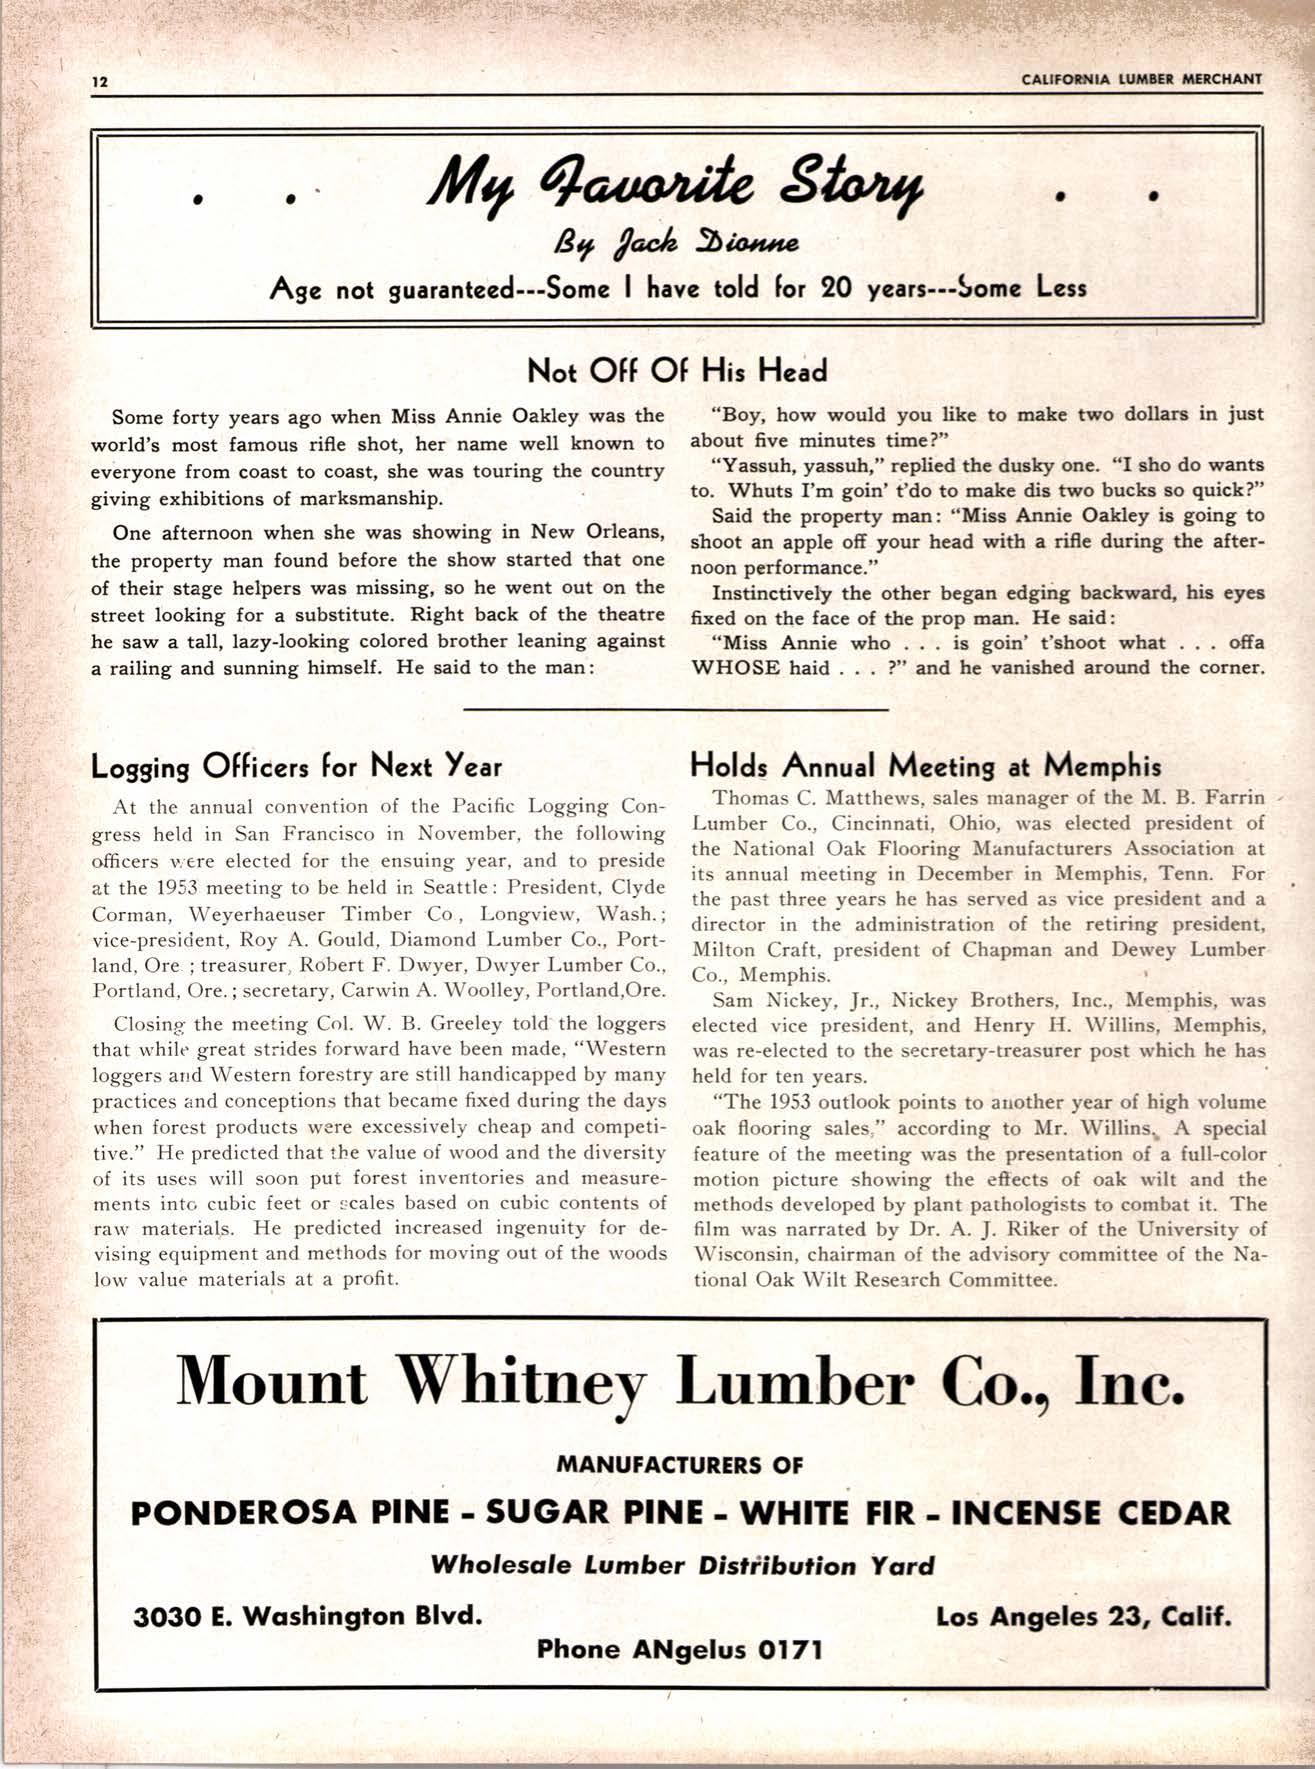 12
CALIFORNIA LUMBER MERCHANT
. . My Favorite Story . .
By Jack Dionne
Age not guaranteed---Some I have told for 20 years---Some Less
Not Off Of His Head
Some forty years ago when Miss Annie Oakley was the
world's most famous rifle shot, her name well known to
everyone from coast to coast, she was touring the country
giving exhibitions of marksmanship.
One afternoon when she was showing in New Orleans,
the property man found before the show started that one
of their stage helpers was missing, so he went out on the
street looking for a substitute. Right back of the theatre
he saw a tall, lazy-looking colored brother leaning against
a railing and sunning himself. He said to the man:
"Boy, how would you like to make two dollars in just
about five minutes time?"
"Yassuh, yassuh," replied the dusky one. "I sho do wants
to. Whuts I'm goin' t'do to make dis two bucks so quick?"
Said the property man: "Miss Annie Oakley is going to
shoot an apple off your head with a rifle during the after-
noon performance."
Instinctively the other began edging backward, his eyes
fixed on the face of the prop man. He said:
"Miss Annie who . . . is goin' t'shoot what . . . offa
WHOSE haid . . . ?" and he vanished around the corner.
Logging Officers for Next Year
At the annual convention of the Pacific Logging Con-
gress held in San Francisco in November, the following
officers were elected for the ensuing year, and to preside
at the 1953 meeting to be held in Seattle: President, Clyde
Corman, Weyerhaeuser Timber Co, Longview, Wash.;
vice-president, Roy A. Gould, Diamond Lumber Co., Port-
land, Ore ; treasurer, Robert F. Dwyer, Dwyer Lumber Co.,
Portland, Ore.; secretary, Carwin A. Woolley, Portland,Ore.
Closing the meeting Col. W. B. Greeley told the loggers
that while great strides forward have been made, "Western
loggers and Western forestry are still handicapped by many
practices and conceptions that became fixed during the days
when forest products were excessively cheap and competi-
tive." He predicted that the value of wood and the diversity
of its uses will soon put forest inventories and measure-
ments into cubic feet or scales based on cubic contents of
raw materials. He predicted increased ingenuity for de-
vising equipment and methods for moving out of the woods
low value materials at a profit.
Holds Annual Meeting at Memphis
Thomas C. Matthews, sales manager of the M. B. Farrin
Lumber Co., Cincinnati, Ohio, was elected president of
the National Oak Flooring Manufacturers Association at
its annual meeting in December in Memphis, Tenn. For
the past three years he has served as vice president and a
director in the administration of the retiring president,
Milton Craft, president of Chapman and Dewey Lumber
Co., Memphis.
Sam Nickey, Jr., Nickey Brothers, Inc., Memphis, was
elected vice president, and Henry H. Willins, Memphis,
was re-elected to the secretary-treasurer post which he has
held for ten years.
"The 1953 outlook points to another year of high volume
oak flooring sales," according to Mr. Willins. A special
feature of the meeting was the presentation of a full-color
motion picture showing the effects of oak wilt and the
methods developed by plant pathologists to combat it. The
film was narrated by Dr. A. J. Riker of the University of
Wisconsin, chairman of the advisory committee of the Na-
tional Oak Wilt Research Committee.
Mount Whitney Lumber Co., Inc.
MANUFACTURERS OF
PONDEROSA PINE - SUGAR PINE - WHITE FIR - INCENSE CEDAR
Wholesale Lumber Distribution Yard
3030 E. Washington Blvd.
Los Angeles 23, Calif.
Phone ANgelus 0171